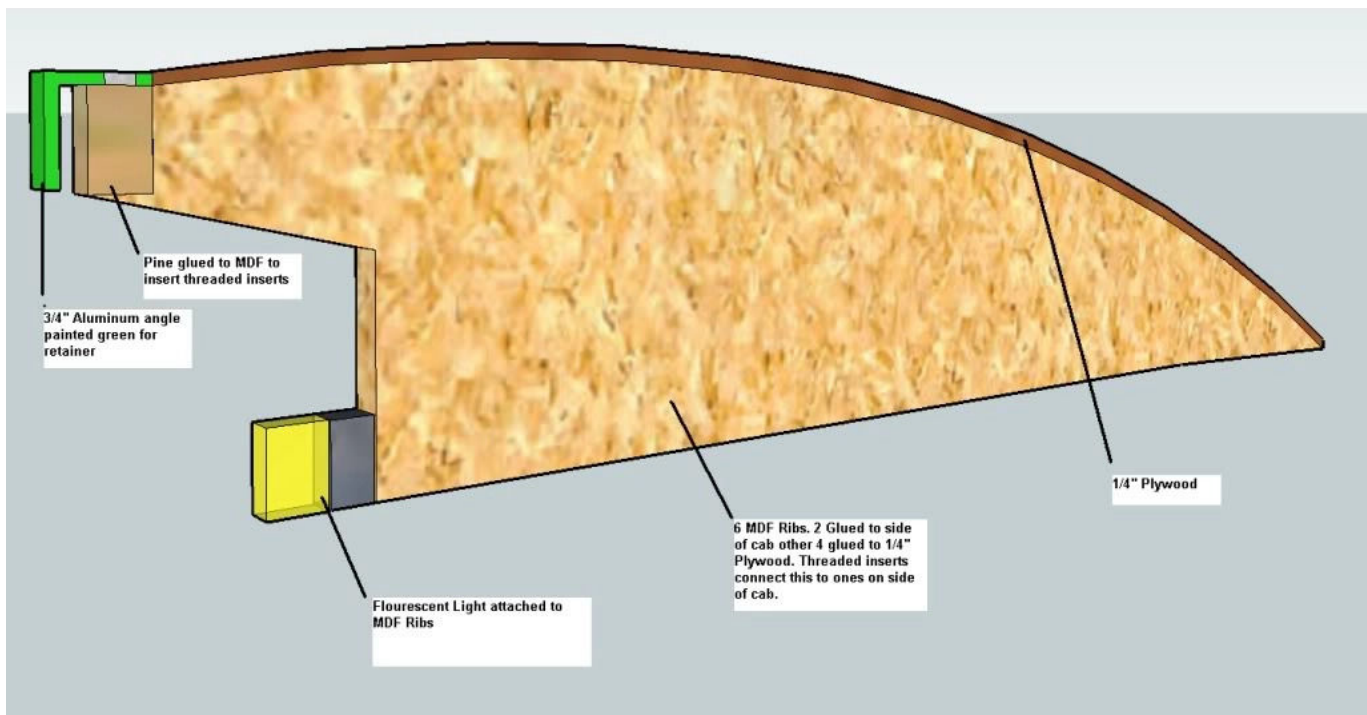 Pine glued to MDF to
insert threaded inserts
3/4" Aluminum angle
painted green for
retainer
1/4" Plywood
6 MDF Ribs. 2 Glued to side
of cab other 4 glued to 1/4"
Plywood. Threaded inserts
connect this to ones on side
of cab.
Flourescent Light attached to
MDF Ribs